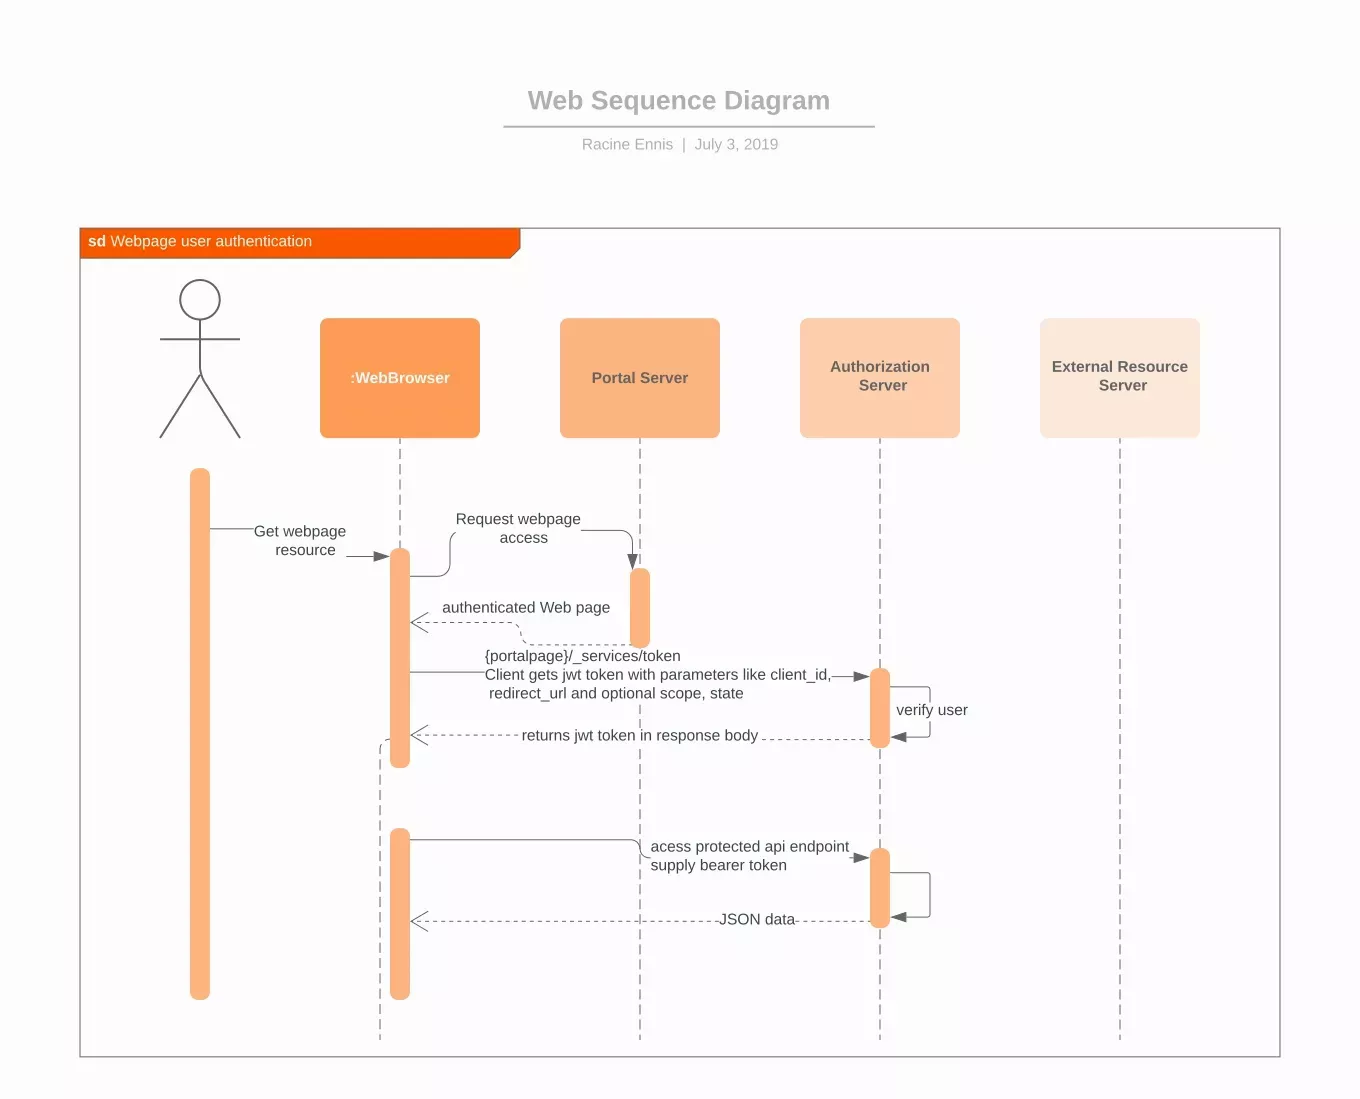 Web Sequence Diagram
Racine Ennis | July 3, 2019
sd Webpage user authentication
:WebBrowser
Portal Server
Authorization
Server
External Resource
Server
Get webpage
resource
Request webpage
access
authenticated Web page
{portalpage}/_services/token
Client gets jwt token with parameters like client_id,
redirect_url and optional scope, state
verify user
returns jwt token in response body
acess protected api endpoint
supply bearer token
JSON data